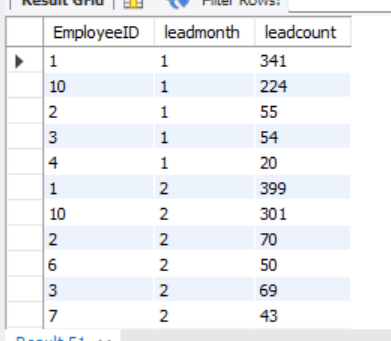 Result Grid Filter Rows:
EmployeeID leadmonth leadcount
1 1 341
10 1 224
2 1 55
3 1 54
4 1 20
1 2 399
10 2 301
2 2 70
6 2 50
3 2 69
7 2 43
Result 51